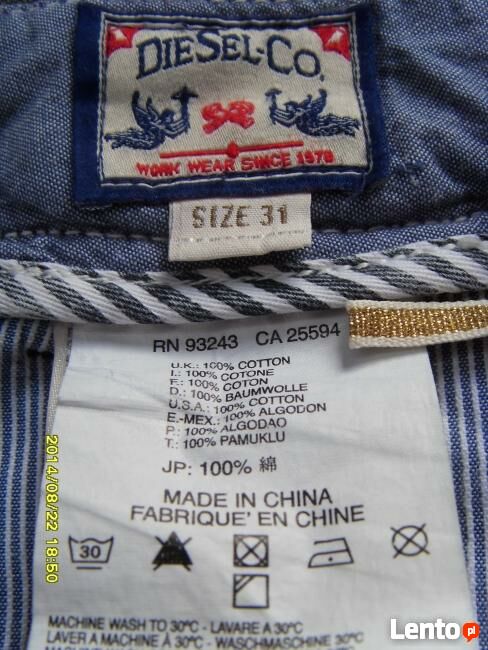 DIESEL-CO.
WORK WEAR SINCE 1978
SIZE 31
RN 93243 CA 25594
U.K.: 100% COTTON
I.: 100% COTONE
F.: 100% COTON
D.: 100% BAUMWOLLE
U.S.A.: 100% COTTON
E.-MEX.: 100% ALGODON
P.: 100% ALGODAO
T.: 100% PAMUKLU
JP: 100% 綿
MADE IN CHINA
FABRIQUE' EN CHINE
30
MACHINE WASH TO 30°C - LAVARE A 30°C
LAVER A MACHINE À 30°C - WASCHMASCHINE 30°C
2014/08/22 18:50
Lento.pl